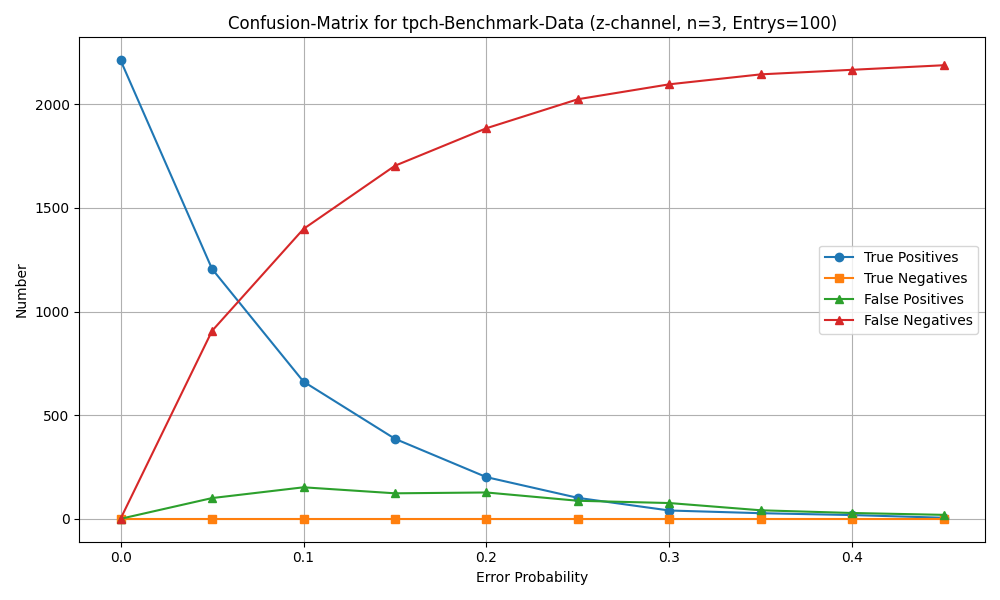 Confusion-Matrix for tpch-Benchmark-Data (z-channel, n=3, Entrys=100)
Number
2000
1500
1000
500
0
True Positives
True Negatives
False Positives
False Negatives
0.0 0.1 0.2 0.3 0.4
Error Probability